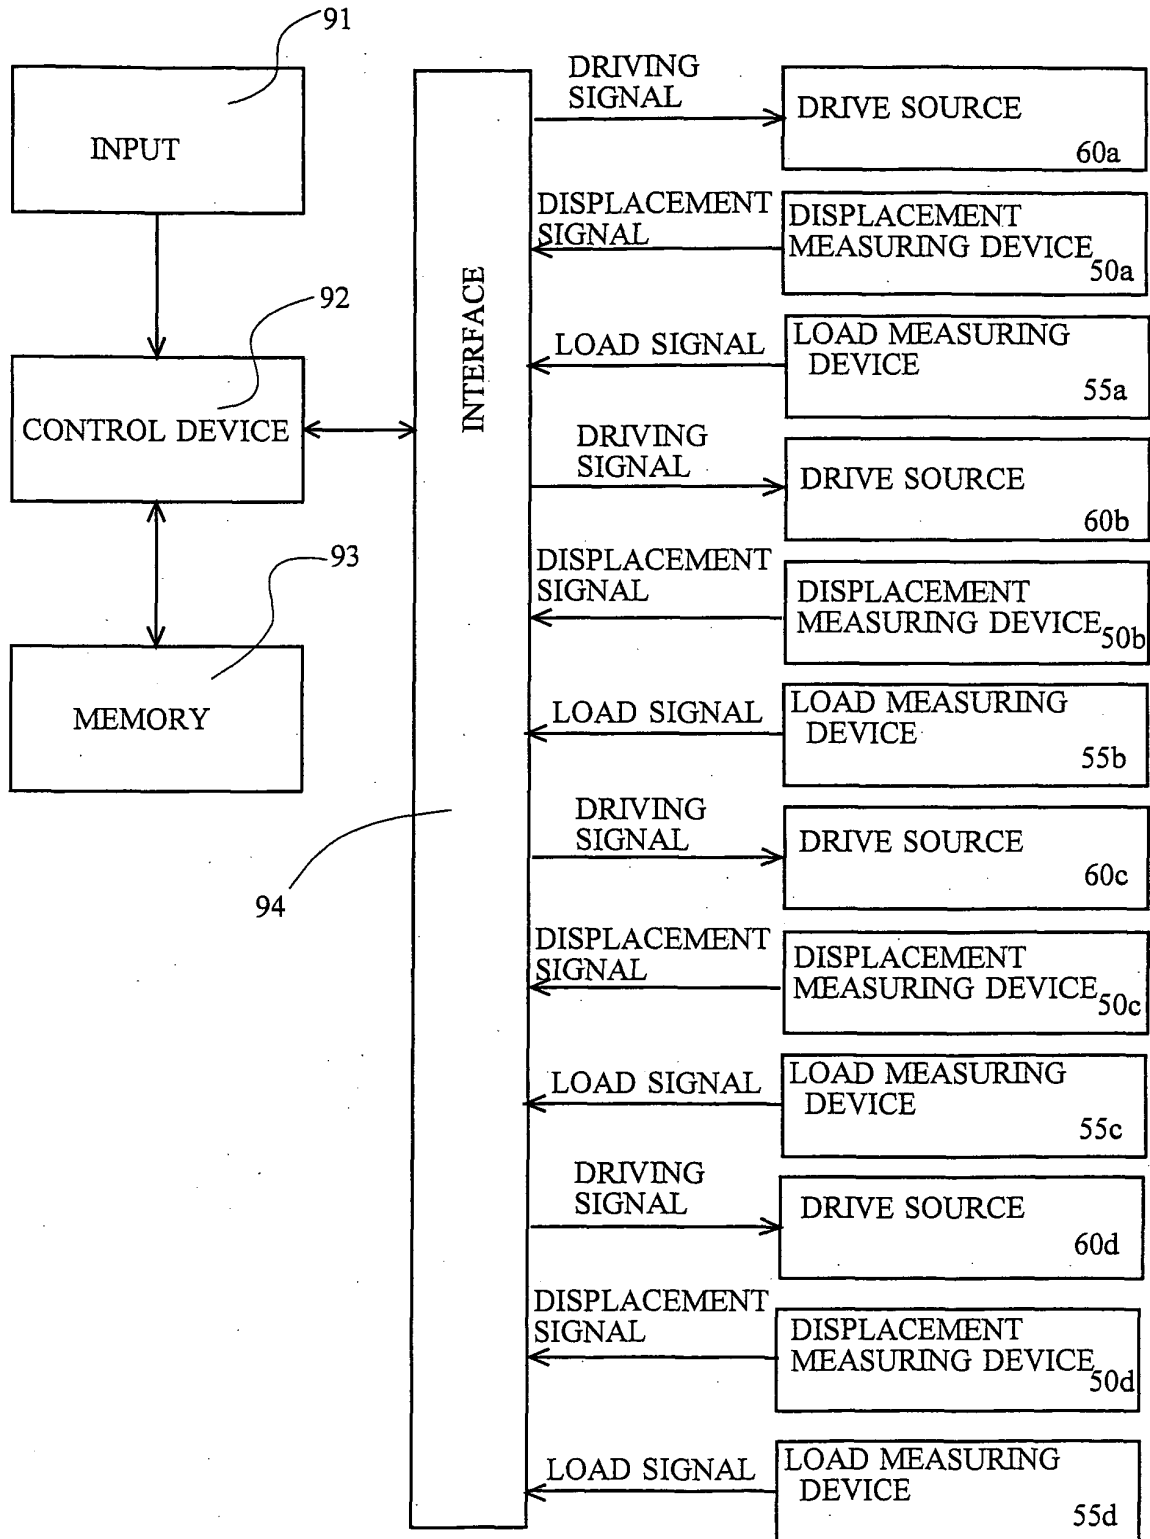 91
INPUT
92
CONTROL DEVICE
93
MEMORY
94
INTERFACE
DRIVING
SIGNAL
DRIVE SOURCE
60a
DISPLACEMENT
SIGNAL
DISPLACEMENT
MEASURING DEVICE
50a
LOAD SIGNAL
LOAD MEASURING
DEVICE
55a
DRIVING
SIGNAL
DRIVE SOURCE
60b
DISPLACEMENT
SIGNAL
DISPLACEMENT
MEASURING DEVICE
50b
LOAD SIGNAL
LOAD MEASURING
DEVICE
55b
DRIVING
SIGNAL
DRIVE SOURCE
60c
DISPLACEMENT
SIGNAL
DISPLACEMENT
MEASURING DEVICE
50c
LOAD SIGNAL
LOAD MEASURING
DEVICE
55c
DRIVING
SIGNAL
DRIVE SOURCE
60d
DISPLACEMENT
SIGNAL
DISPLACEMENT
MEASURING DEVICE
50d
LOAD SIGNAL
LOAD MEASURING
DEVICE
55d